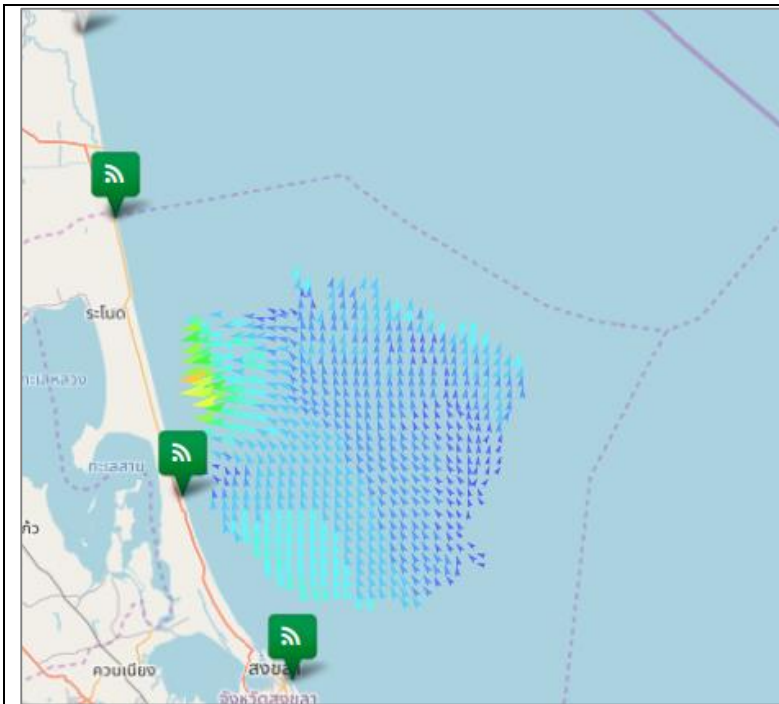 ระโนด
ทะเลหลวง
ทะเลสาบ
ควนเนียง
สงขลา
จังหวัดสงขลา